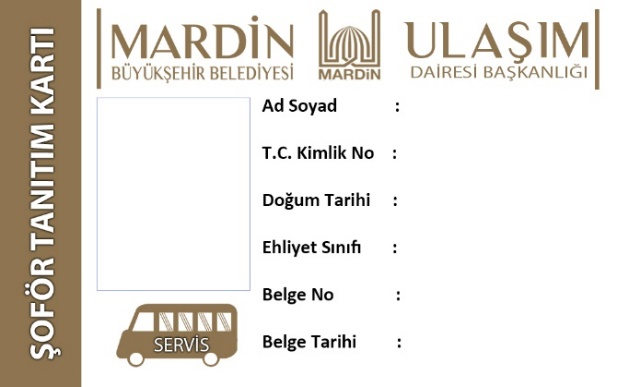 ŞOFÖR TANITIM KARTI
MARDİN
BÜYÜKŞEHİR BELEDİYESİ
MARDİN
ULAŞIM
DAİRESİ BAŞKANLIĞI
Ad Soyad :
T.C. Kimlik No :
Doğum Tarihi :
Ehliyet Sınıfı :
Belge No :
Belge Tarihi :
SERVİS